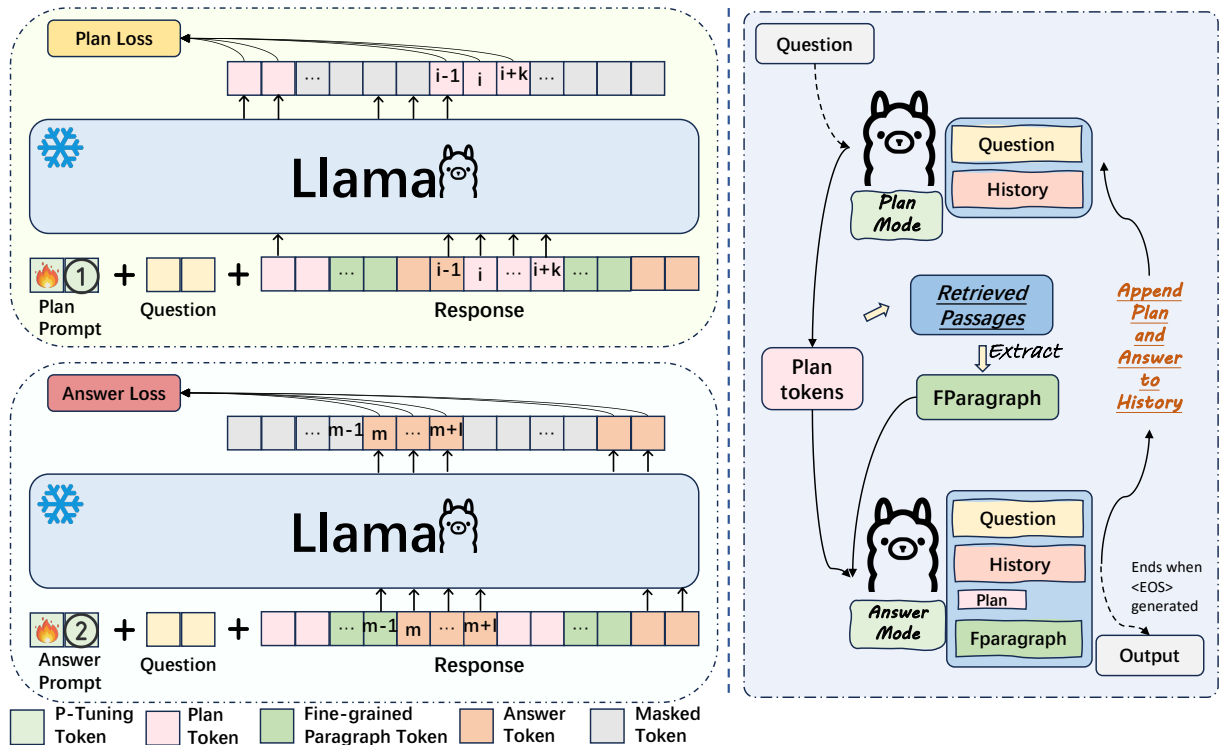 Plan Loss
... i-1 i i+k ...
Llama
1 + + ... i-1 i ... i+k ...
Plan
Prompt
Question
Response
Answer Loss
... m-1 m ... m+l ...
Llama
2 + + ... m-1 m ... m+l ...
Answer
Prompt
Question
Response
P-Tuning
Token
Plan
Token
Fine-grained
Paragraph Token
Answer
Token
Masked
Token
Question
Plan
Mode
Question
History
Retrieved
Passages
Extract
Plan
tokens
FParagraph
Append
Plan
and
Answer
to
History
Answer
Mode
Question
History
Plan
Fparagraph
Ends when
<EOS>
generated
Output